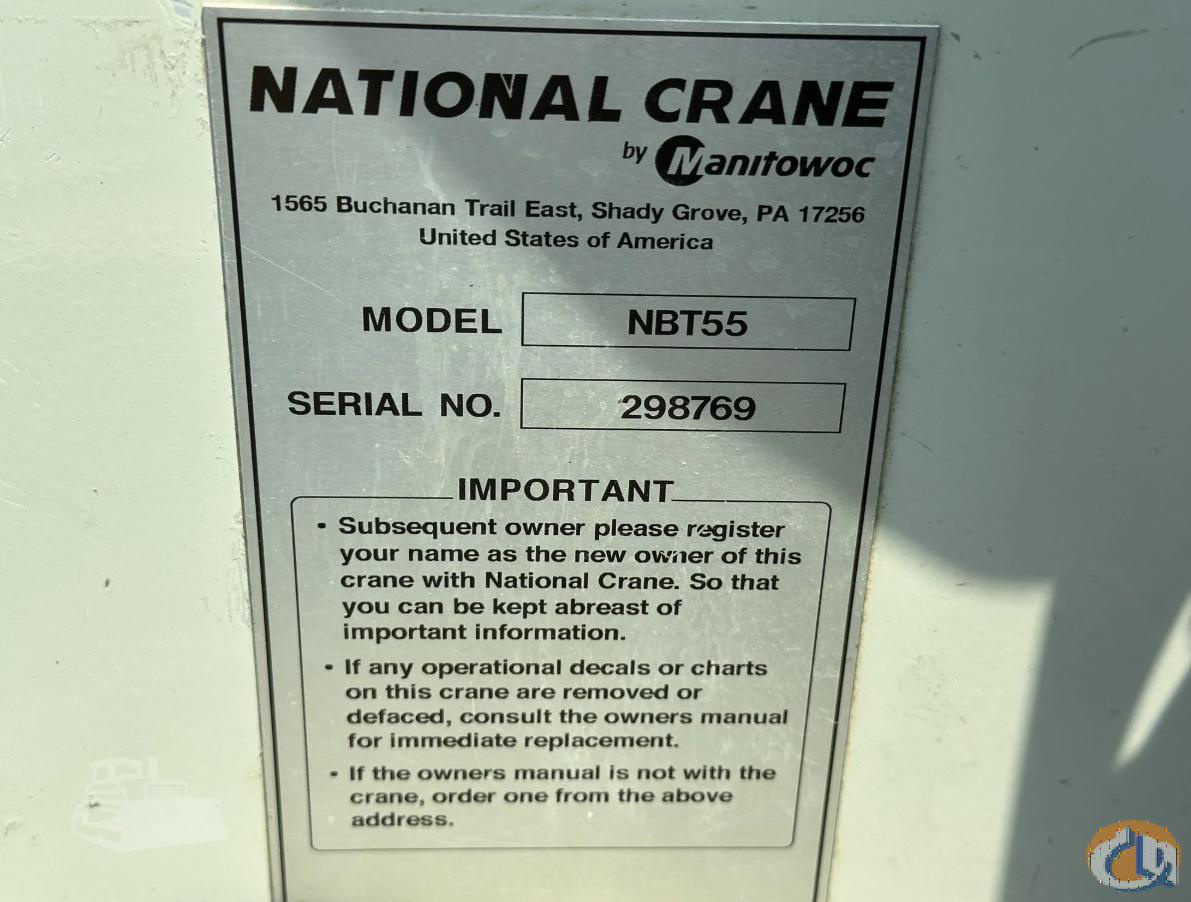 NATIONAL CRANE
by Manitowoc
1565 Buchanan Trail East, Shady Grove, PA 17256
United States of America
MODEL NBT55
SERIAL NO. 298769
IMPORTANT
• Subsequent owner please register
your name as the new owner of this
crane with National Crane. So that
you can be kept abreast of
important information.
• If any operational decals or charts
on this crane are removed or
defaced, consult the owners manual
for immediate replacement.
• If the owners manual is not with the
crane, order one from the above
address.